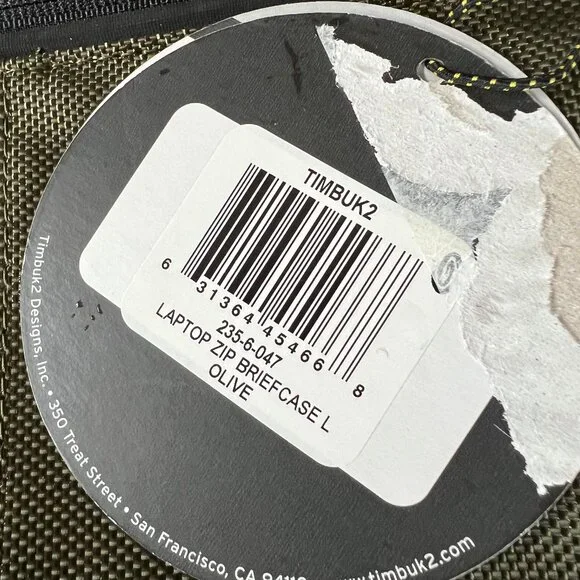 TIMBUK2
6 31364 45466 8
235-6-047
LAPTOP ZIP BRIEFCASE L
OLIVE
Timbuk2 Designs, Inc. • 350 Treat Street • San Francisco, CA 94110 www.timbuk2.com